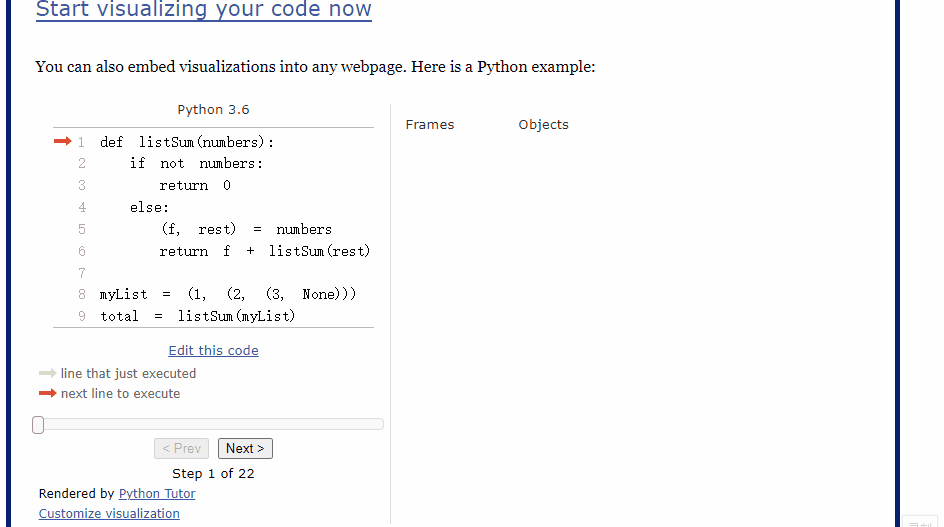 Start visualizing your code now
You can also embed visualizations into any webpage. Here is a Python example:
Python 3.6
1 def listSum(numbers):
2 if not numbers:
3 return 0
4 else:
5 (f, rest) = numbers
6 return f + listSum(rest)
7
8 myList = (1, (2, (3, None)))
9 total = listSum(myList)
Edit this code
line that just executed
next line to execute
< Prev Next >
Step 1 of 22
Rendered by Python Tutor
Customize visualization
Frames Objects